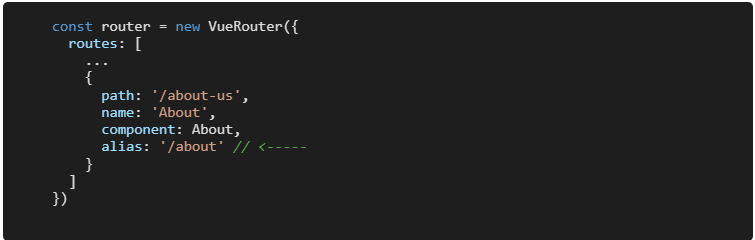 const router = new VueRouter({
  routes: [
    ...
    {
      path: '/about-us',
      name: 'About',
      component: About,
      alias: '/about' // <-----
    }
  ]
})